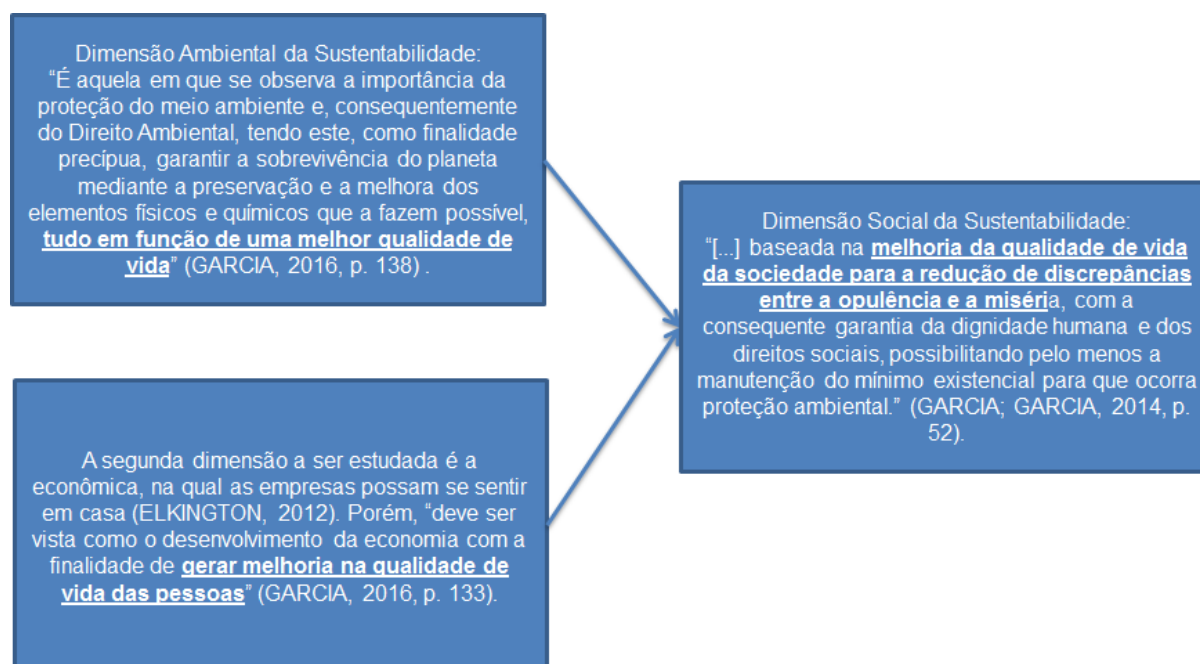 Dimensão Ambiental da Sustentabilidade:
“É aquela em que se observa a importância da
proteção do meio ambiente e, consequentemente
do Direito Ambiental, tendo este, como finalidade
precípua, garantir a sobrevivência do planeta
mediante a preservação e a melhora dos
elementos físicos e químicos que a fazem possível,
tudo em função de uma melhor qualidade de
vida” (GARCIA, 2016, p. 138) .
A segunda dimensão a ser estudada é a
econômica, na qual as empresas possam se sentir
em casa (ELKINGTON, 2012). Porém, “deve ser
vista como o desenvolvimento da economia com a
finalidade de gerar melhoria na qualidade de
vida das pessoas” (GARCIA, 2016, p. 133).
Dimensão Social da Sustentabilidade:
“[...] baseada na melhoria da qualidade de vida
da sociedade para a redução de discrepâncias
entre a opulência e a miséria, com a
consequente garantia da dignidade humana e dos
direitos sociais, possibilitando pelo menos a
manutenção do mínimo existencial para que ocorra
proteção ambiental.” (GARCIA; GARCIA, 2014, p.
52).